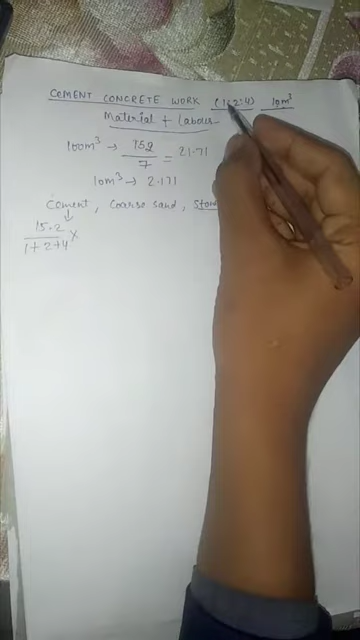 CEMENT CONCRETE WORK (1:2:4) 10m³
Material + Labour
100m³ → 152/7 = 21.71
10m³ → 2.171
Cement, Coarse sand,
15.2/1+2+4 ×